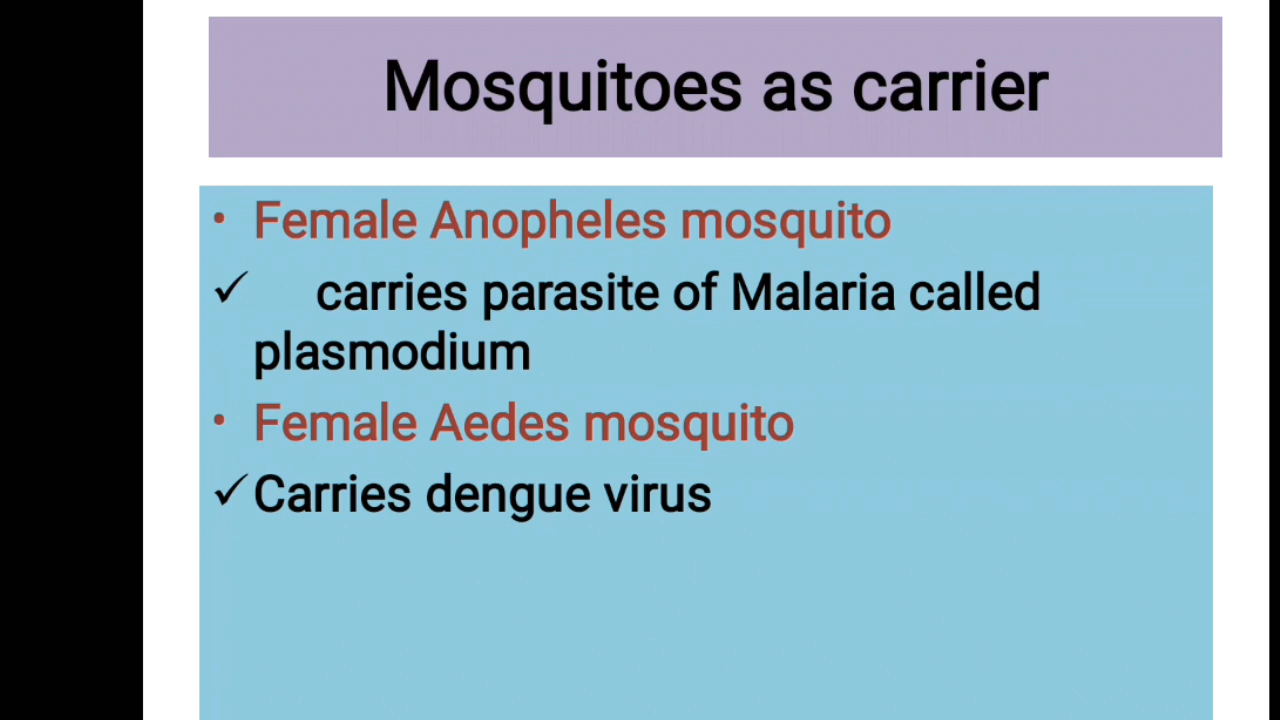 Mosquitoes as carrier
• Female Anopheles mosquito
✓ carries parasite of Malaria called
plasmodium
• Female Aedes mosquito
✓ Carries dengue virus